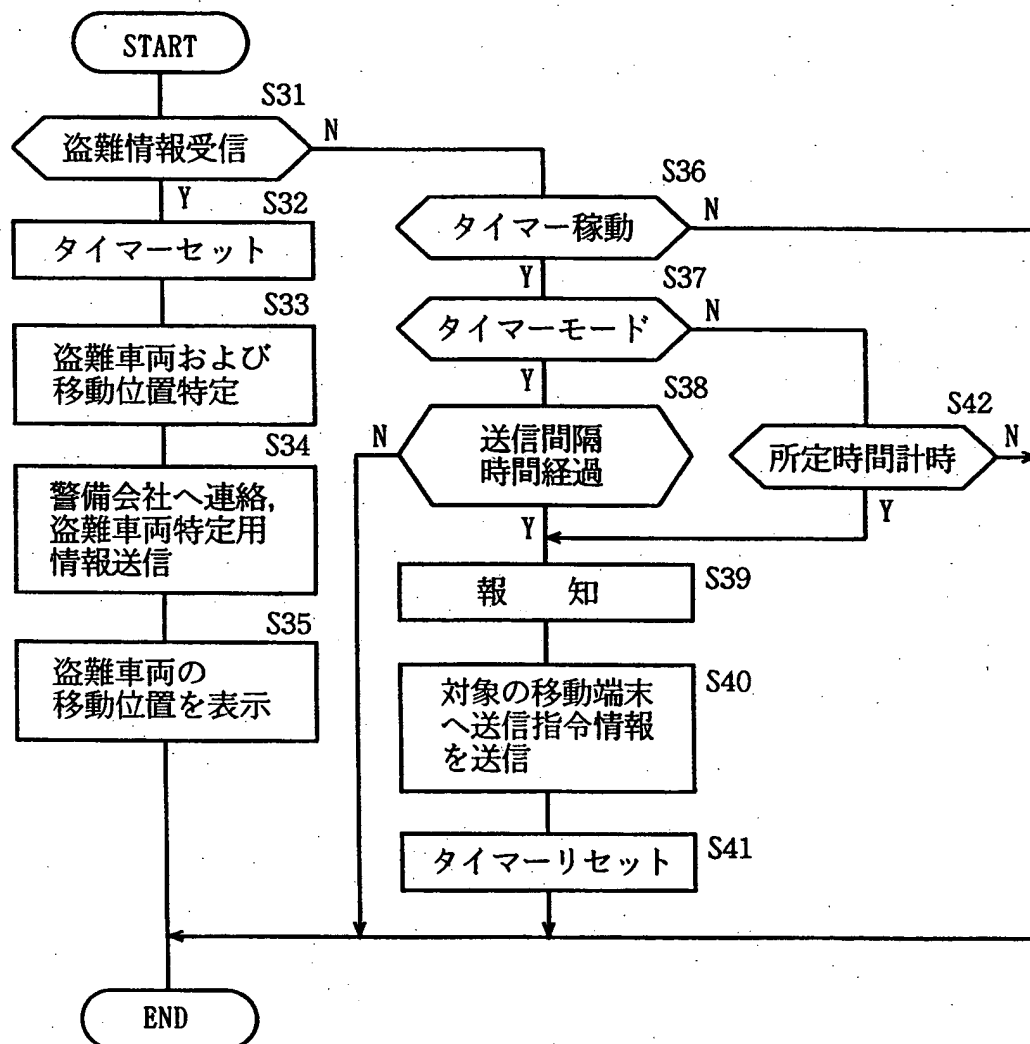 START
S31
盗難情報受信
N
Y
S32
タイマーセット
S33
盗難車両および
移動位置特定
S34
警備会社へ連絡,
盗難車両特定用
情報送信
S35
盗難車両の
移動位置を表示
END
S36
タイマー稼動
N
Y
S37
タイマーモード
N
Y
S38
送信間隔
時間経過
N
Y
S42
所定時間計時
N
Y
報 知
S39
対象の移動端末
へ送信指令情報
を送信
S40
タイマーリセット
S41